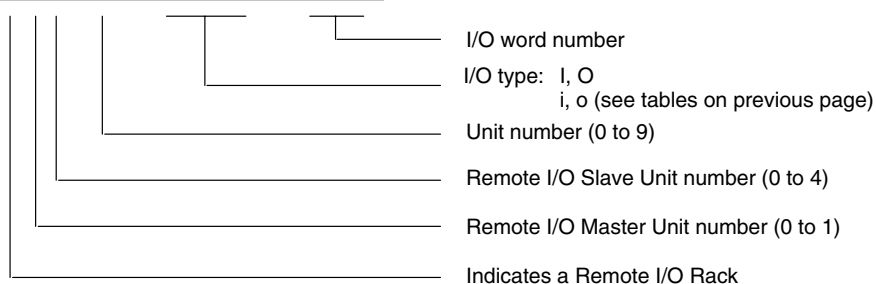 I/O word number
I/O type: I, O
i, o (see tables on previous page)
Unit number (0 to 9)
Remote I/O Slave Unit number (0 to 4)
Remote I/O Master Unit number (0 to 1)
Indicates a Remote I/O Rack